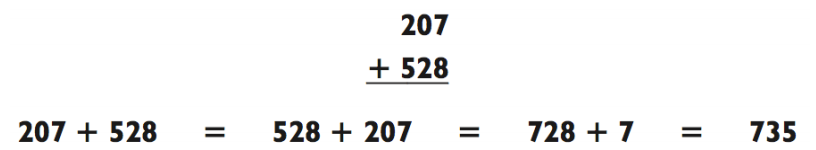 207
+ 528
207 + 528 = 528 + 207 = 728 + 7 = 735